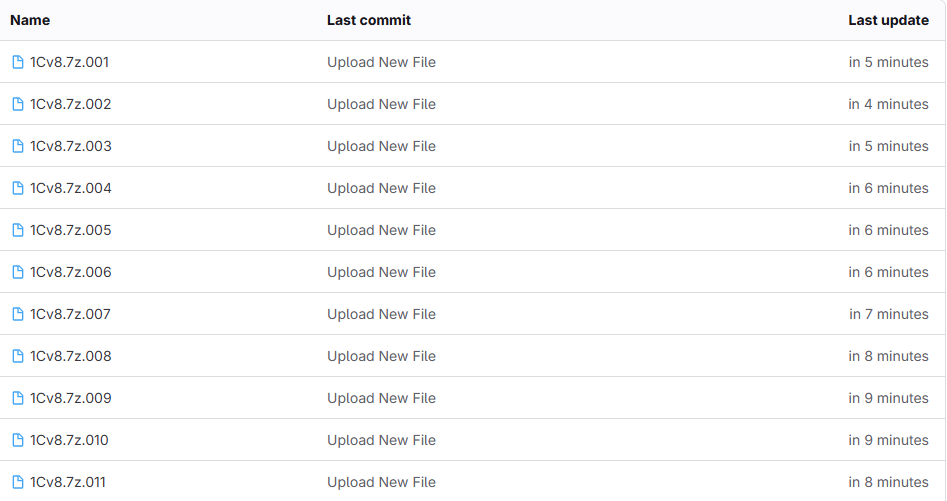 Name Last commit Last update
1Cv8.7z.001 Upload New File in 5 minutes
1Cv8.7z.002 Upload New File in 4 minutes
1Cv8.7z.003 Upload New File in 5 minutes
1Cv8.7z.004 Upload New File in 6 minutes
1Cv8.7z.005 Upload New File in 6 minutes
1Cv8.7z.006 Upload New File in 6 minutes
1Cv8.7z.007 Upload New File in 7 minutes
1Cv8.7z.008 Upload New File in 8 minutes
1Cv8.7z.009 Upload New File in 9 minutes
1Cv8.7z.010 Upload New File in 9 minutes
1Cv8.7z.011 Upload New File in 8 minutes